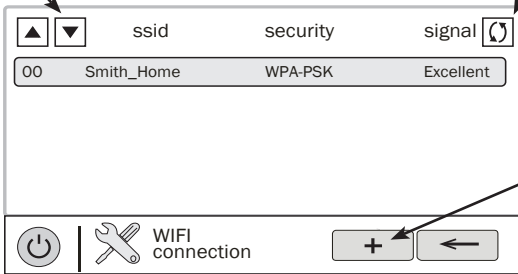 ssid security signal
00 Smith_Home WPA-PSK Excellent
WIFI
connection
+